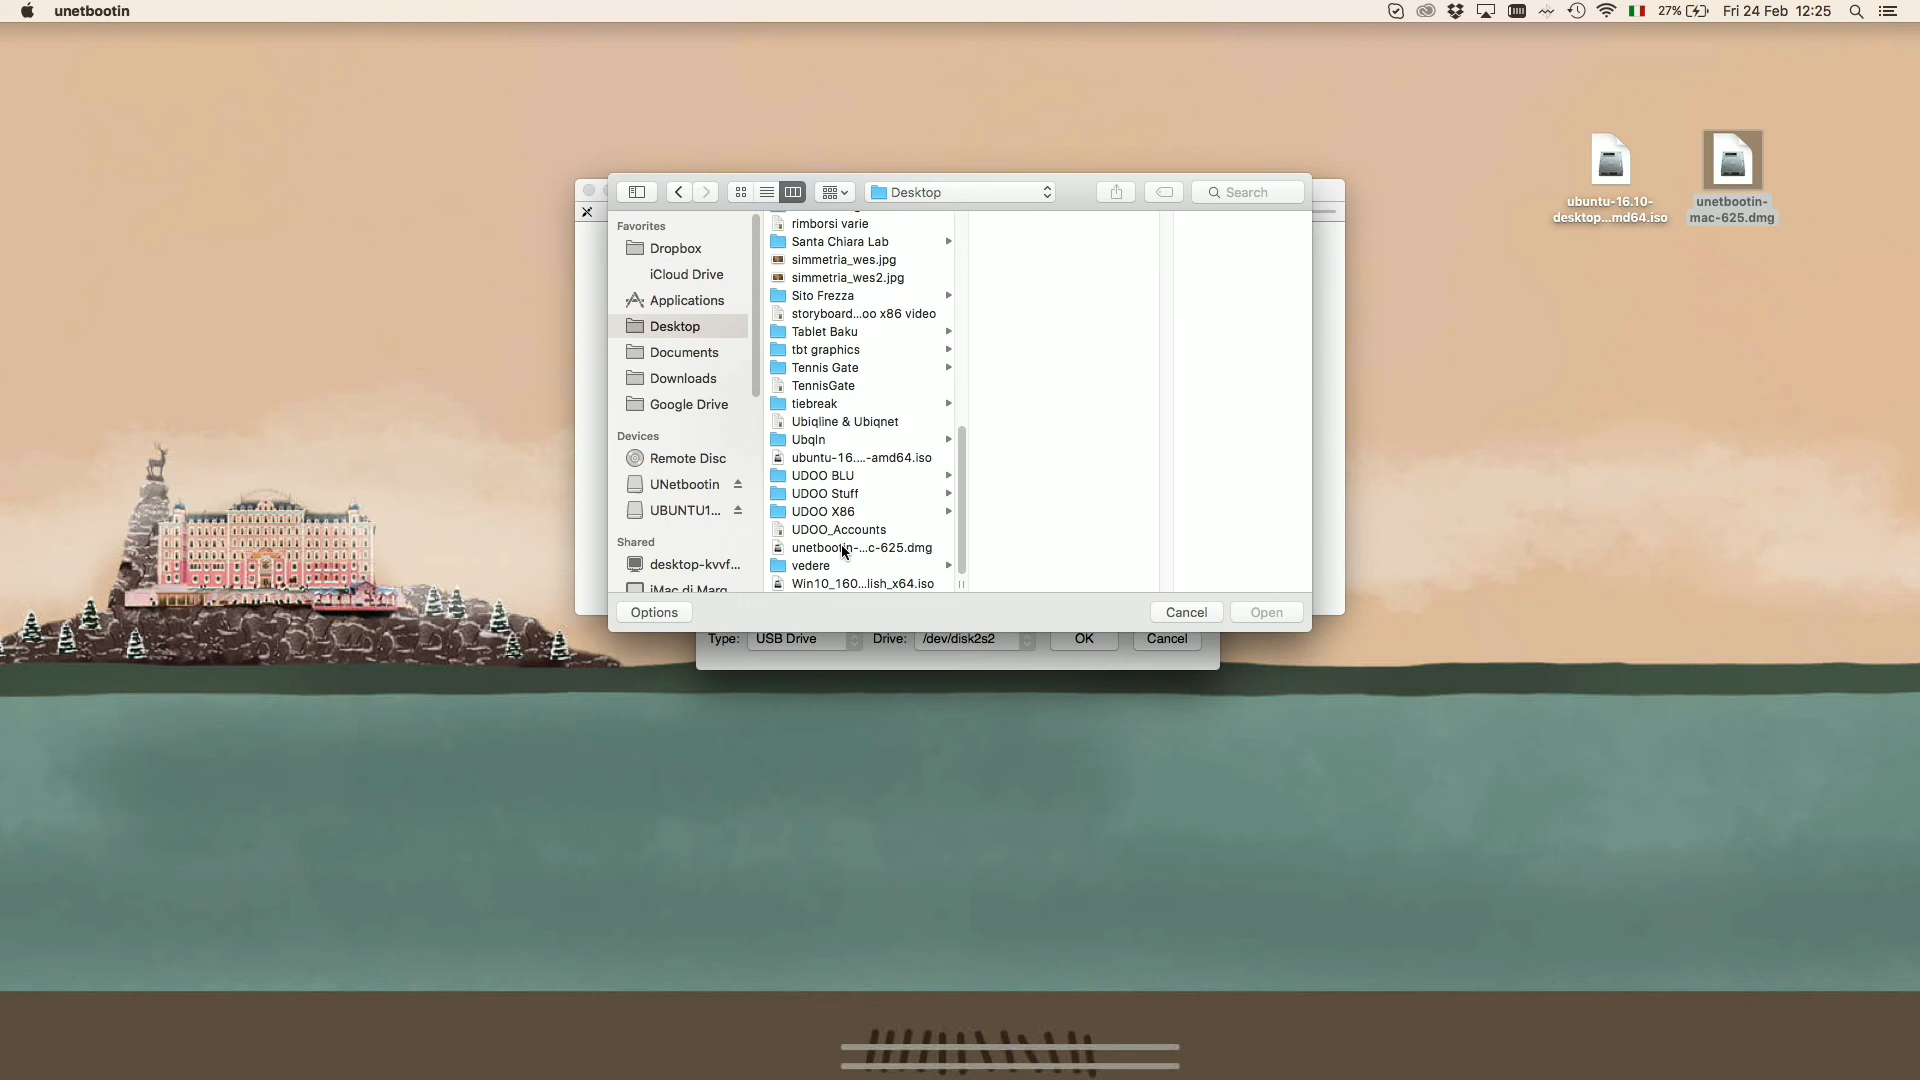 unetbootin
27%
Fri 24 Feb 12:25
ubuntu-16.10-
desktop...md64.iso
unetbootin-
mac-625.dmg
Desktop
Search
Favorites
Dropbox
iCloud Drive
Applications
Desktop
Documents
Downloads
Google Drive
Devices
Remote Disc
UNetbootin
UBUNTU1...
Shared
desktop-kvvf...
iMac di Marg
rimborsi varie
Santa Chiara Lab
simmetria_wes.jpg
simmetria_wes2.jpg
Sito Frezza
storyboard...oo x86 video
Tablet Baku
tbt graphics
Tennis Gate
TennisGate
tiebreak
Ubiqline & Ubiqnet
Ubqln
ubuntu-16....-amd64.iso
UDOO BLU
UDOO Stuff
UDOO X86
UDOO_Accounts
unetbootin-...c-625.dmg
vedere
Win10_160...lish_x64.iso
Options
Cancel
Open
Type:
USB Drive
Drive:
/dev/disk2s2
OK
Cancel